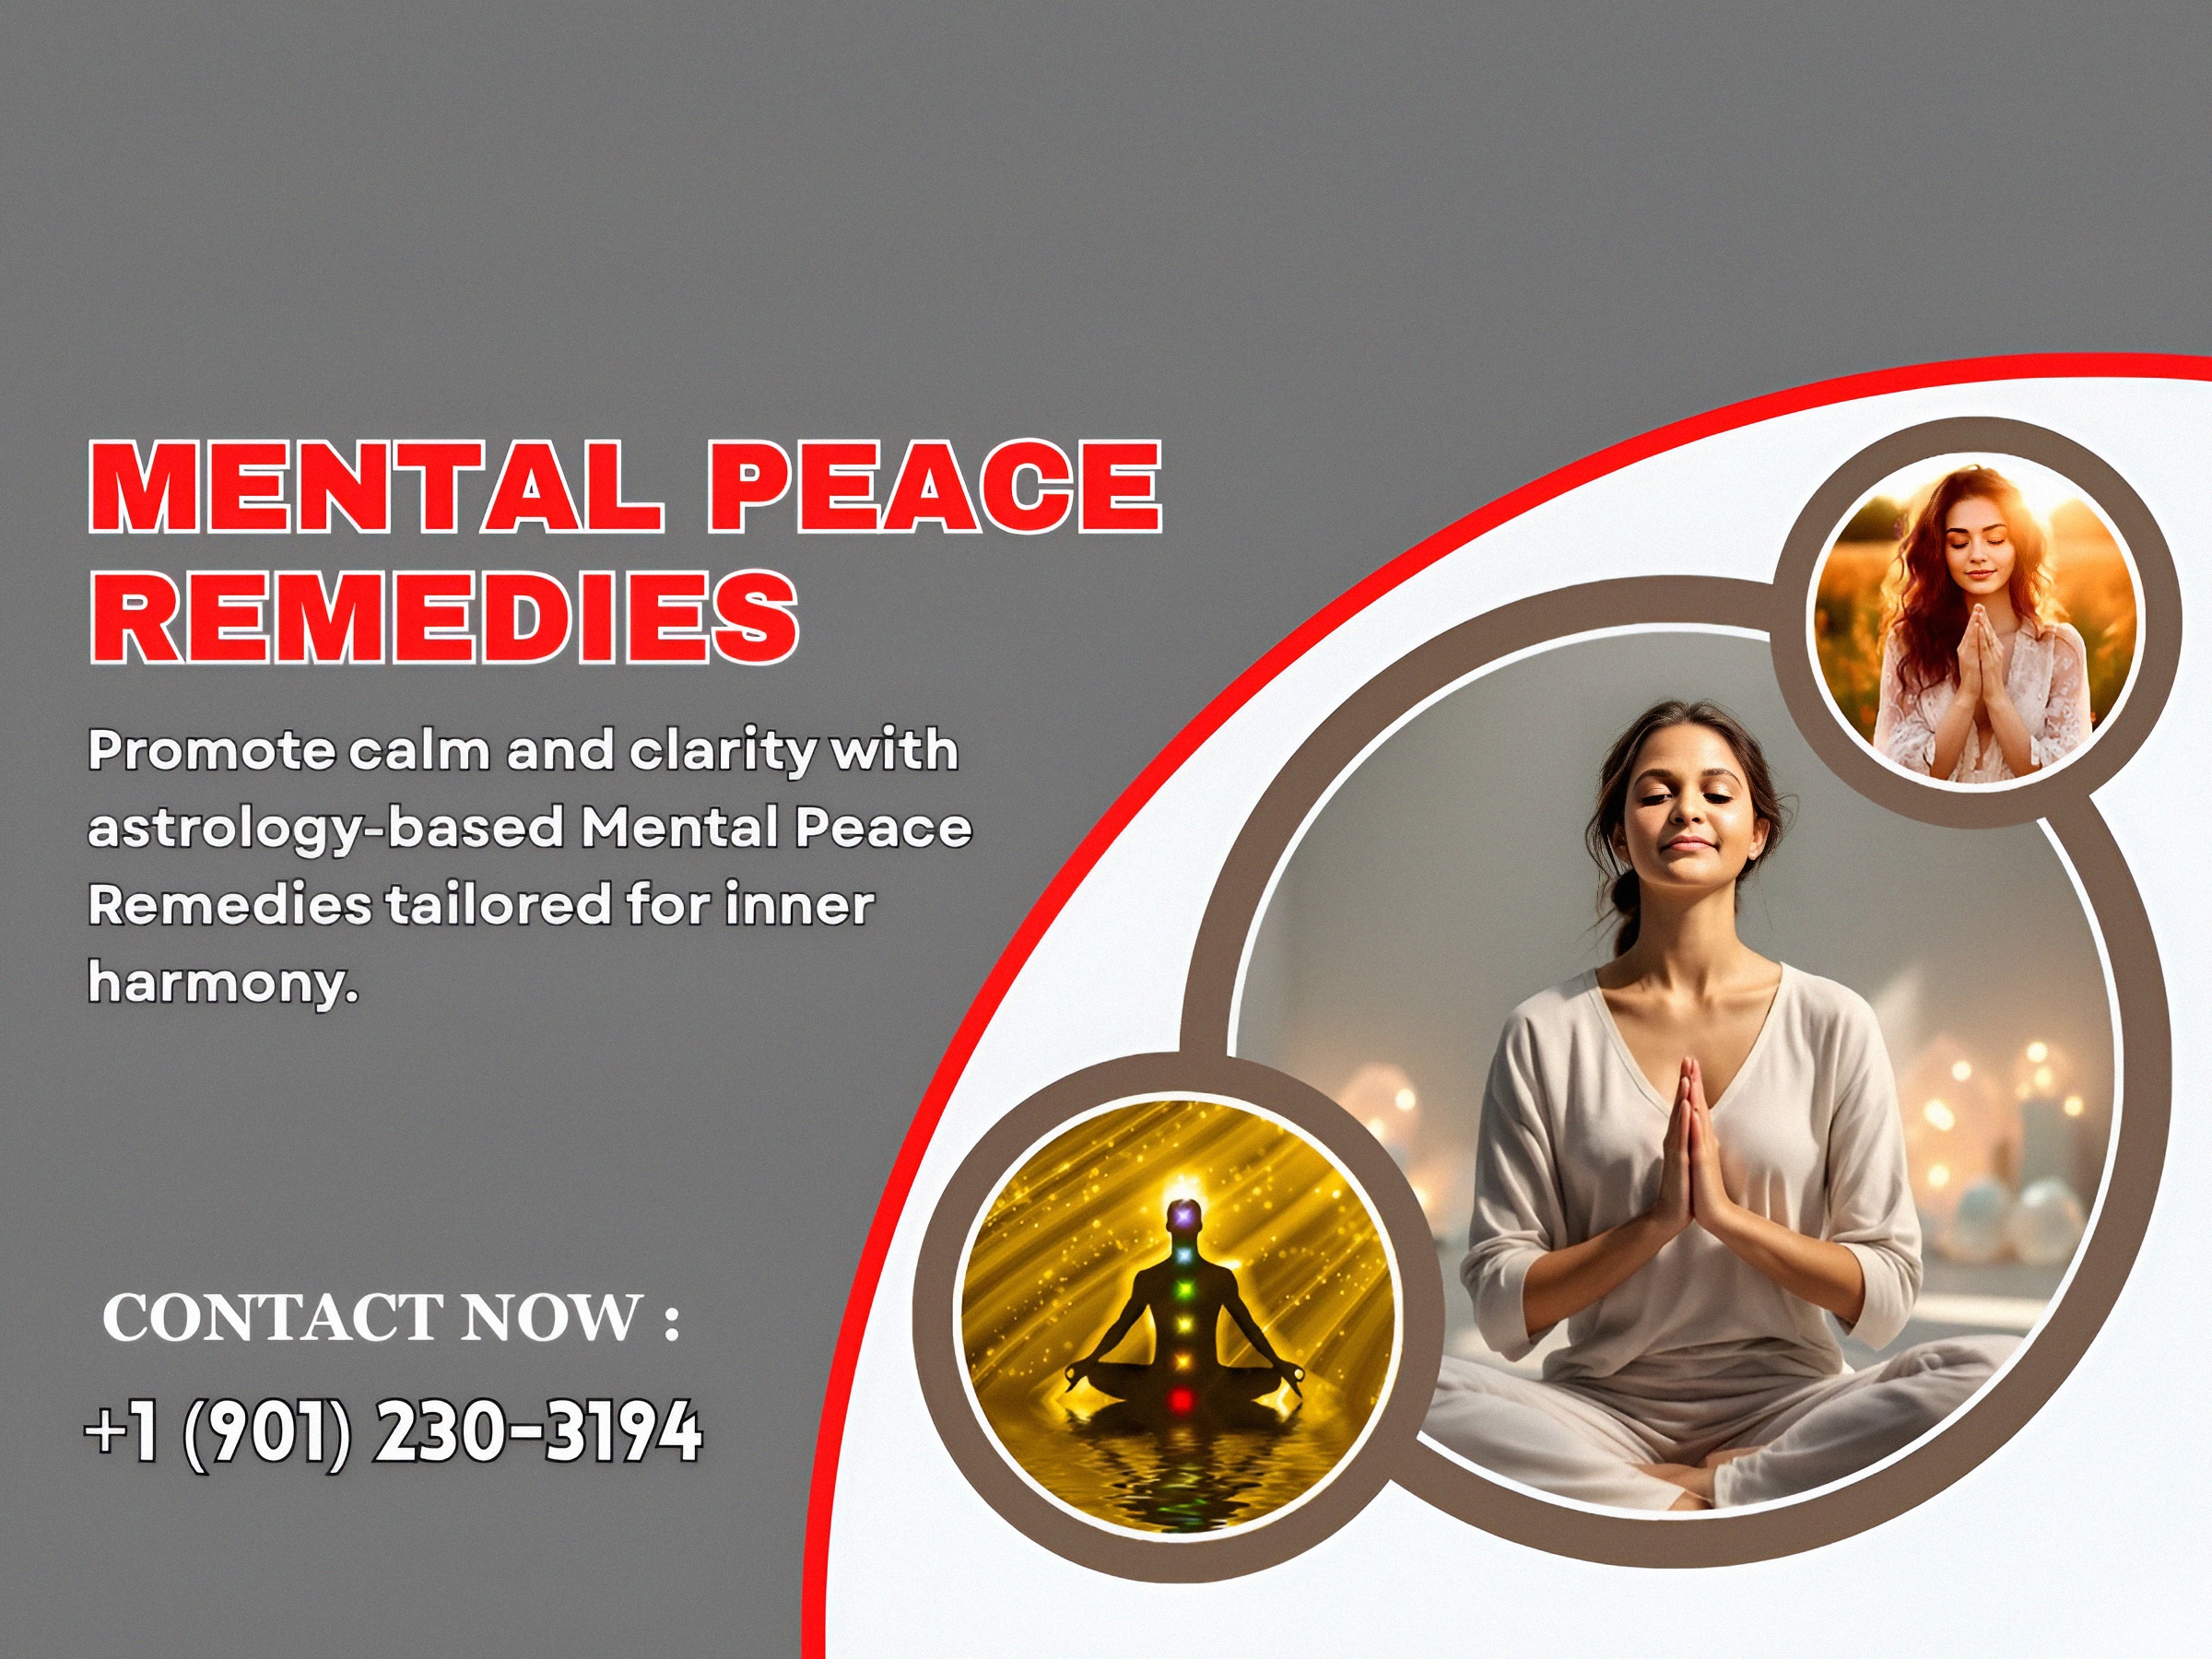 MENTAL PEACE
REMEDIES
Promote calm and clarity with
astrology-based Mental Peace
Remedies tailored for inner
harmony.
CONTACT NOW :
+1 (901) 230-3194